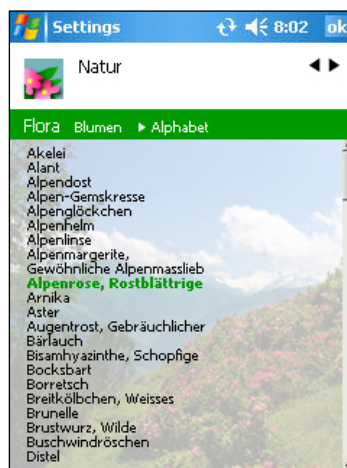 Settings 8:02 ok
Natur
Flora Blumen Alphabet
Akelei
Alant
Alpendost
Alpen-Gemskresse
Alpenglöckchen
Alpenhelm
Alpenlinse
Alpenmargerite,
Gewöhnliche Alpenmasslieb
Alpenrose, Rostblättrige
Arnika
Aster
Augentrost, Gebräuchlicher
Bärlauch
Bisamhyazinthe, Schopfige
Bocksbart
Borretsch
Breitkölbchen, Weisses
Brunelle
Brustwurz, Wilde
Buschwindröschen
Distel